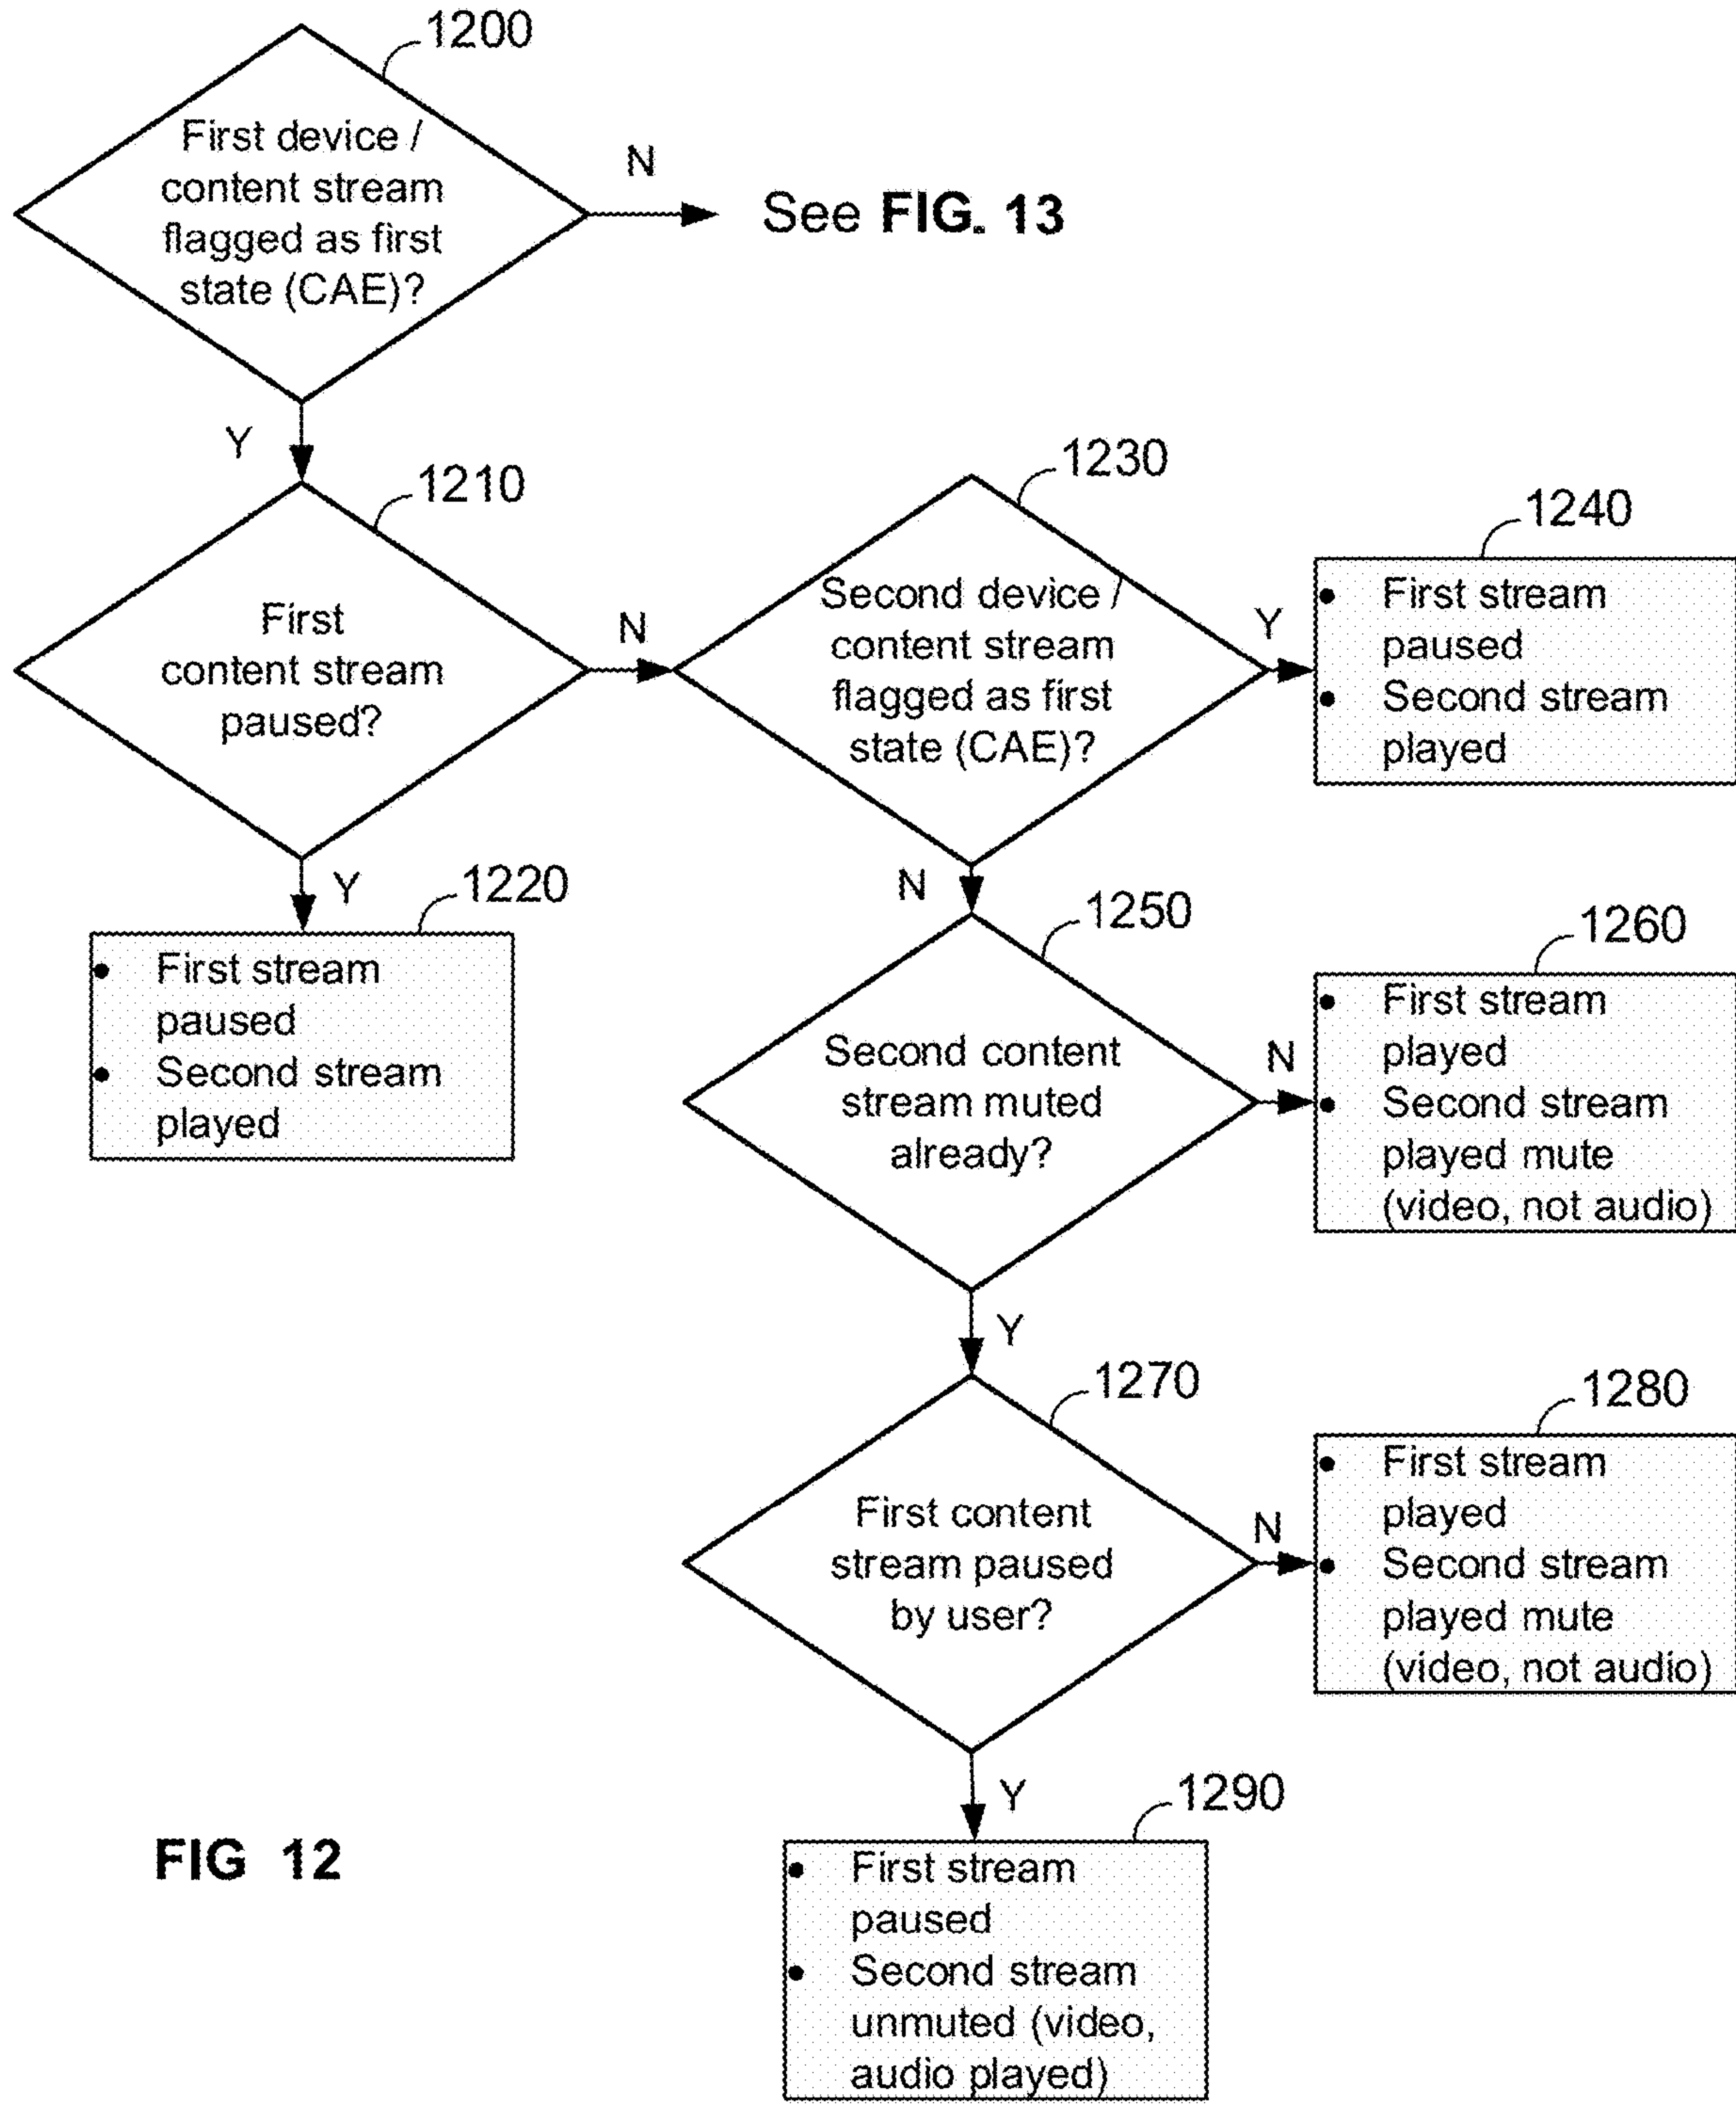 1200
First device /
content stream
flagged as first
state (CAE)?
N
See FIG. 13
Y
1210
First
content stream
paused?
N
1230
Second device /
content stream
flagged as first
state (CAE)?
Y
1240
• First stream
paused
• Second stream
played
Y
1220
• First stream
paused
• Second stream
played
N
1250
Second content
stream muted
already?
N
1260
• First stream
played
• Second stream
played mute
(video, not audio)
Y
1270
First content
stream paused
by user?
N
1280
• First stream
played
• Second stream
played mute
(video, not audio)
Y
1290
• First stream
paused
• Second stream
unmuted (video,
audio played)
FIG 12